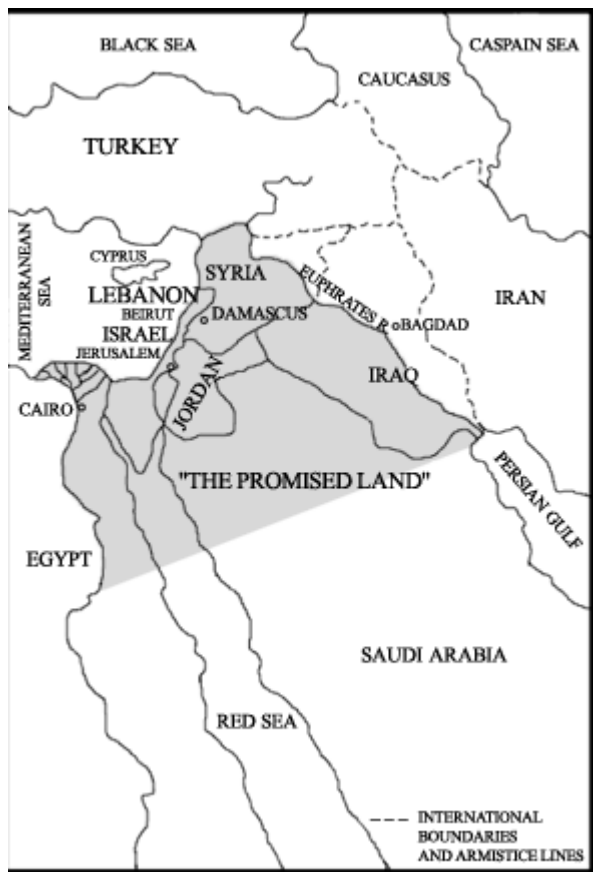 BLACK SEA
CASPAIN SEA
CAUCASUS
TURKEY
MEDITERRANEAN
SEA
CYPRUS
SYRIA
LEBANON
BEIRUT
DAMASCUS
ISRAEL
JERUSALEM
EUPHRATES R.
BAGDAD
IRAN
IRAQ
JORDAN
CAIRO
"THE PROMISED LAND"
PERSIAN GULF
EGYPT
SAUDI ARABIA
RED SEA
INTERNATIONAL
BOUNDARIES
AND ARMISTICE LINES